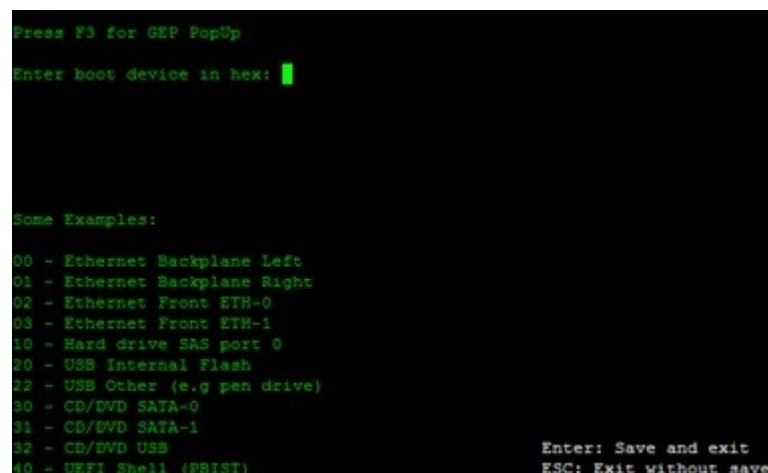 Press F3 for GEP PopUp
Enter boot device in hex:
Some Examples:
00 - Ethernet Backplane Left
01 - Ethernet Backplane Right
02 - Ethernet Front ETH-0
03 - Ethernet Front ETH-1
10 - Hard drive SAS port 0
20 - USB Internal Flash
22 - USB Other (e.g pen drive)
30 - CD/DVD SATA-0
31 - CD/DVD SATA-1
32 - CD/DVD USB
40 - UEFI Shell (PBIST)
Enter: Save and exit
ESC: Exit without save